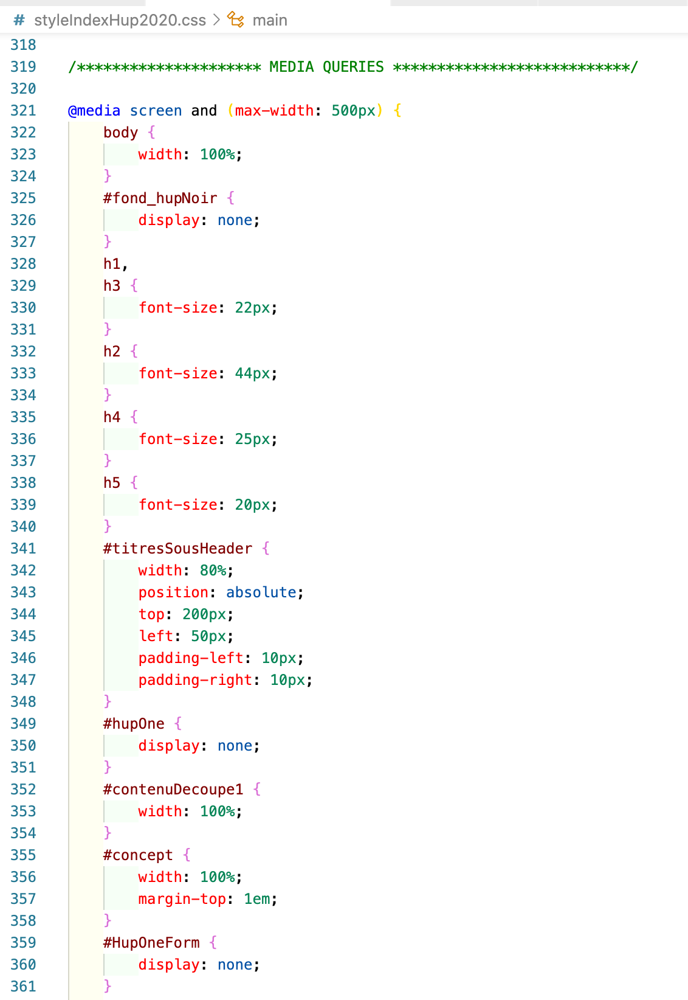 # styleIndexHup2020.css > main
318
319 /********************* MEDIA QUERIES ***************************/
320
321 @media screen and (max-width: 500px) {
322 body {
323 width: 100%;
324 }
325 #fond_hupNoir {
326 display: none;
327 }
328 h1,
329 h3 {
330 font-size: 22px;
331 }
332 h2 {
333 font-size: 44px;
334 }
335 h4 {
336 font-size: 25px;
337 }
338 h5 {
339 font-size: 20px;
340 }
341 #titresSousHeader {
342 width: 80%;
343 position: absolute;
344 top: 200px;
345 left: 50px;
346 padding-left: 10px;
347 padding-right: 10px;
348 }
349 #hupOne {
350 display: none;
351 }
352 #contenuDecoupe1 {
353 width: 100%;
354 }
355 #concept {
356 width: 100%;
357 margin-top: 1em;
358 }
359 #HupOneForm {
360 display: none;
361 }